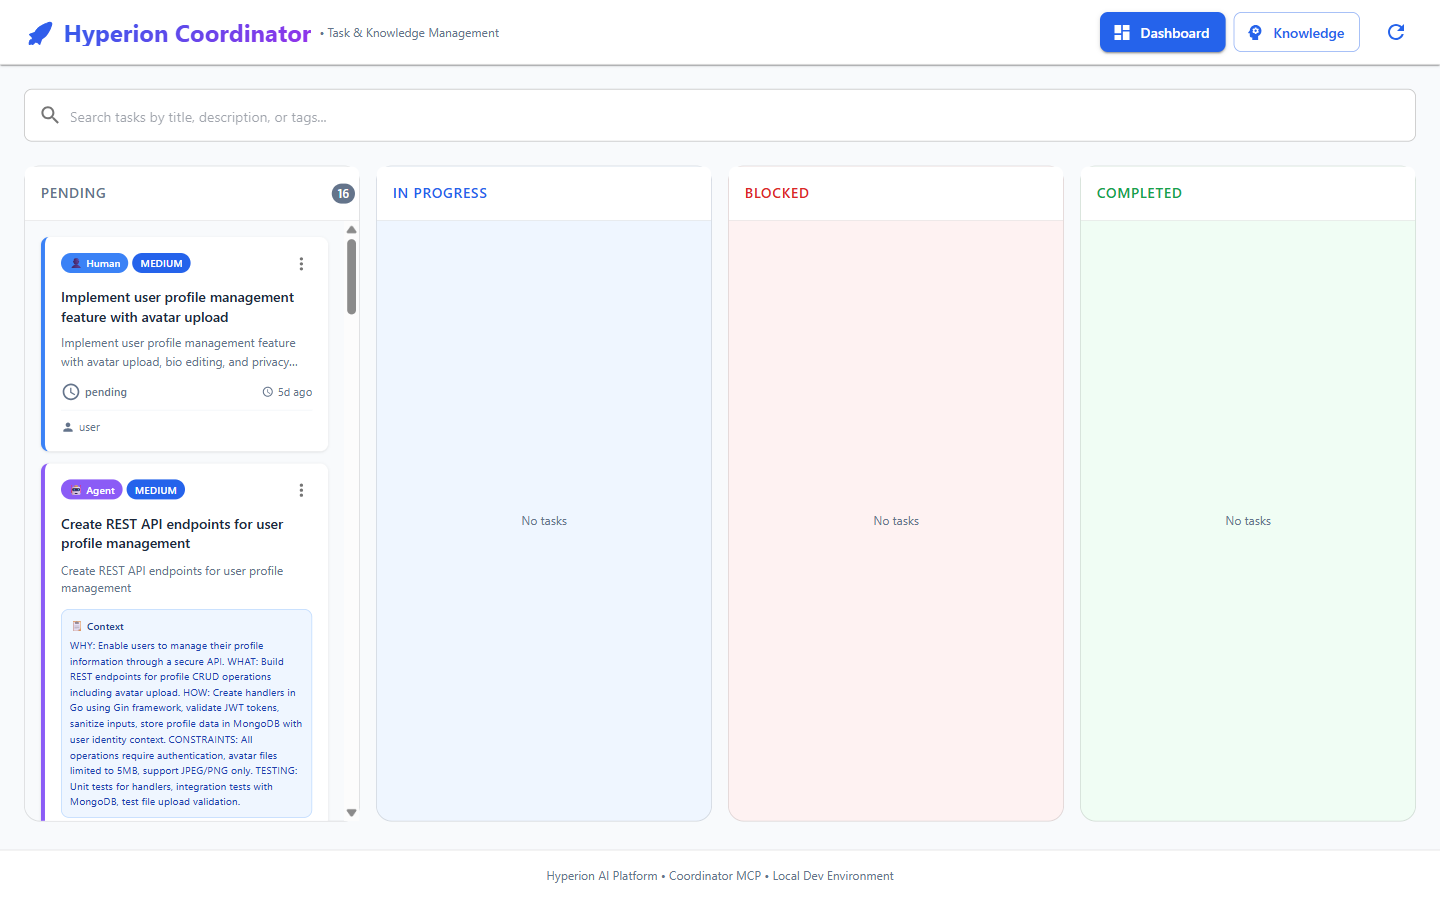 Hyperion Coordinator • Task & Knowledge Management
Dashboard
Knowledge
Search tasks by title, description, or tags...
PENDING 16
Human MEDIUM
Implement user profile management
feature with avatar upload
Implement user profile management feature
with avatar upload, bio editing, and privacy...
pending 5d ago
user
Agent MEDIUM
Create REST API endpoints for user
profile management
Create REST API endpoints for user profile
management
Context
WHY: Enable users to manage their profile
information through a secure API. WHAT: Build
REST endpoints for profile CRUD operations
including avatar upload. HOW: Create handlers in
Go using Gin framework, validate JWT tokens,
sanitize inputs, store profile data in MongoDB with
user identity context. CONSTRAINTS: All
operations require authentication, avatar files
limited to 5MB, support JPEG/PNG only. TESTING:
Unit tests for handlers, integration tests with
MongoDB, test file upload validation.
IN PROGRESS
No tasks
BLOCKED
No tasks
COMPLETED
No tasks
Hyperion AI Platform • Coordinator MCP • Local Dev Environment